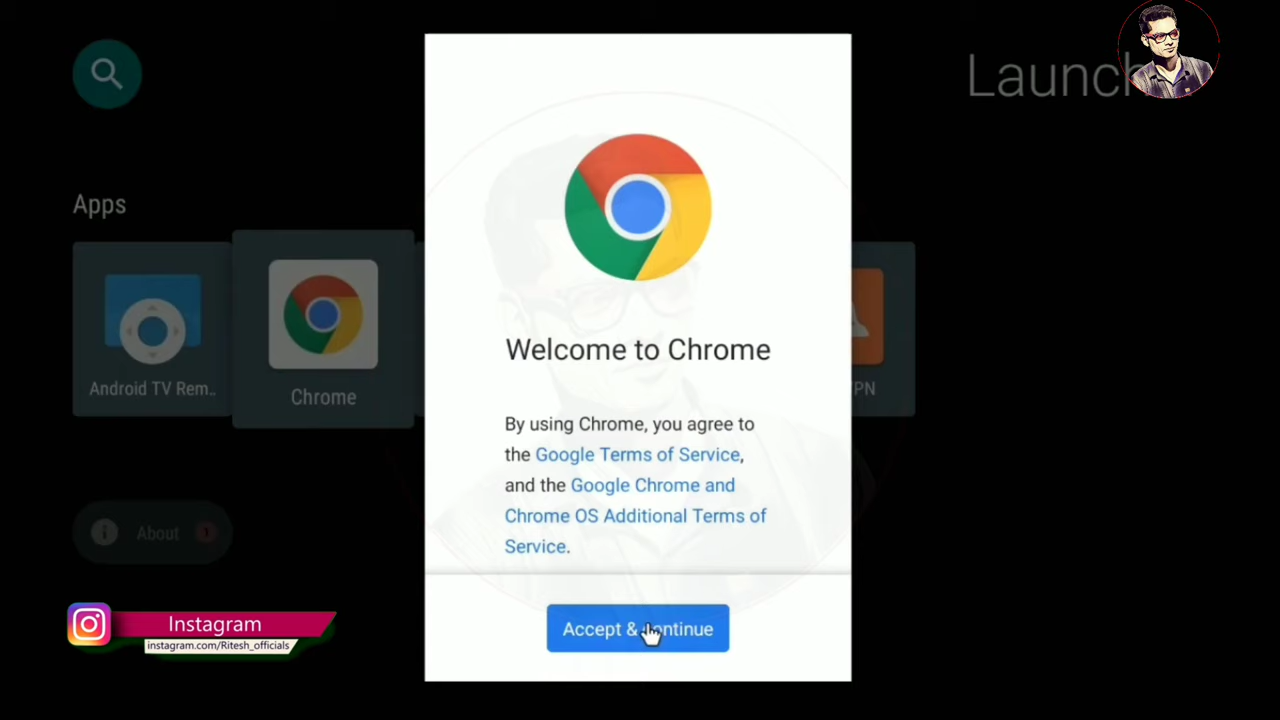 Launch
Apps
Android TV Rem..
Chrome
PN
About
1
Welcome to Chrome
By using Chrome, you agree to
the Google Terms of Service,
and the Google Chrome and
Chrome OS Additional Terms of
Service.
Accept & Continue
Instagram
instagram.com/Ritesh_officials